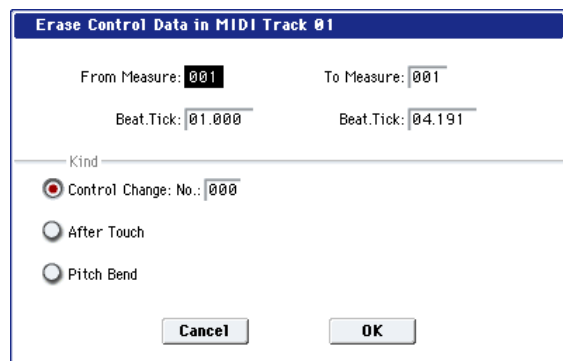 Erase Control Data in MIDI Track 01
From Measure: 001 To Measure: 001
Beat.Tick: 01.000 Beat.Tick: 04.191
Kind
Control Change: No.: 000
After Touch
Pitch Bend
Cancel OK